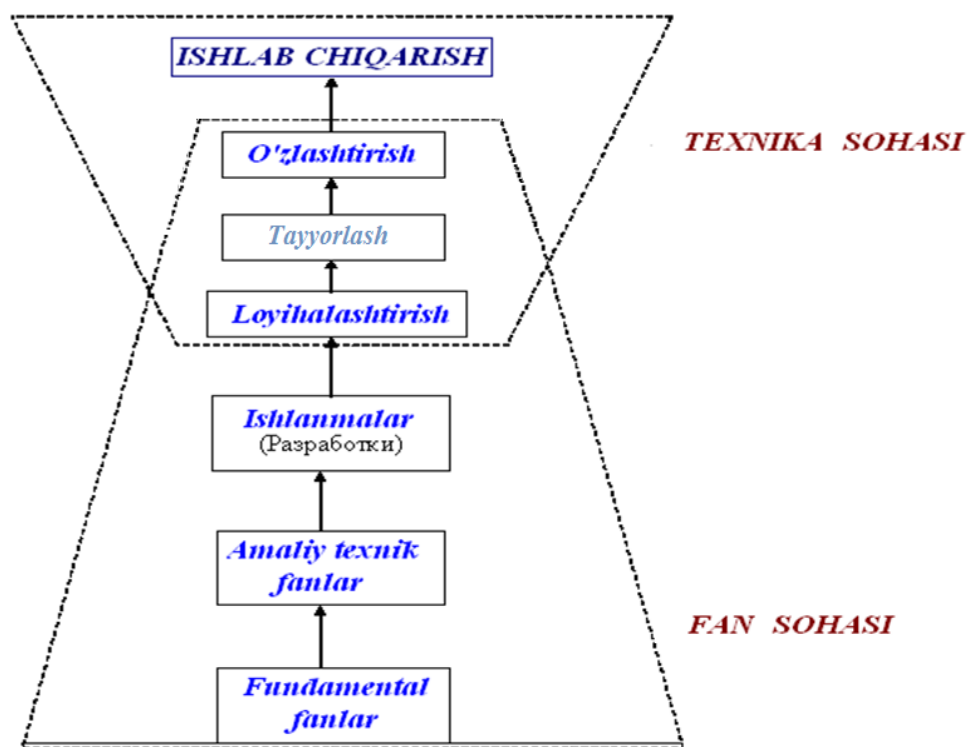 ISHLAB CHIQARISH
O'zlashtirish
TEXNIKA SOHASI
Tayyorlash
Loyihalashtirish
Ishlanmalar
(Разработки)
Amaliy texnik
fanlar
FAN SOHASI
Fundamental
fanlar